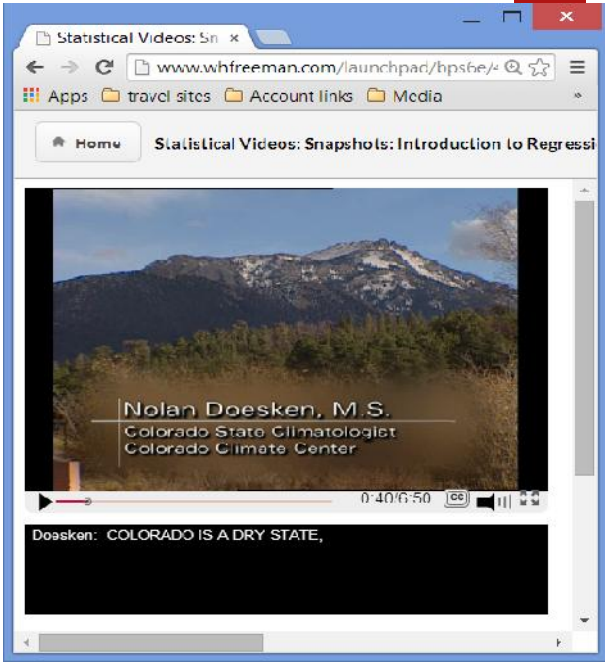 Statistical Videos: Sn
www.whfreeman.com/launchpad/bps6e/4
Apps travel sites Account links Media
Home Statistical Videos: Snapshots: Introduction to Regressi
Nolan Doesken, M.S.
Colorado State Climatologist
Colorado Climate Center
0:40/6:50 CC
Doesken: COLORADO IS A DRY STATE,